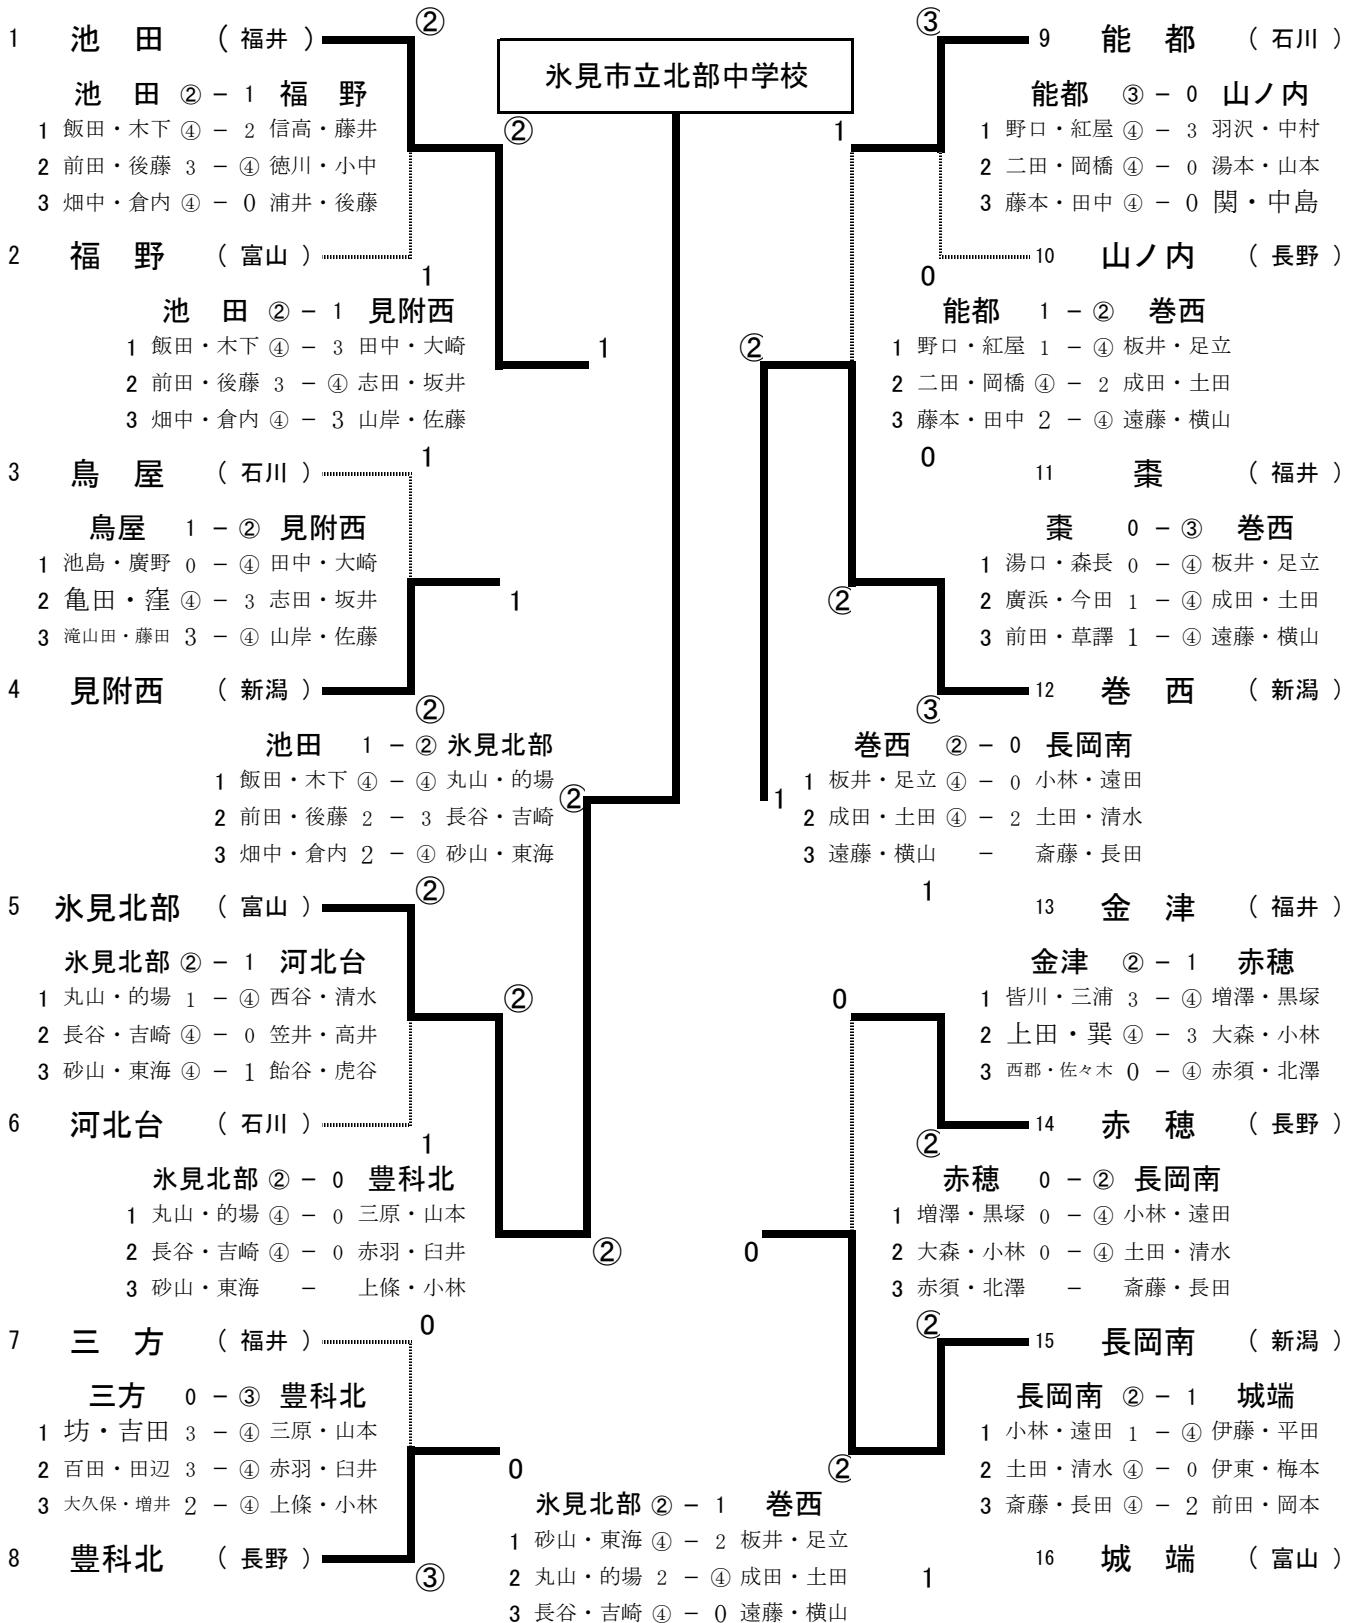 氷見市立北部中学校
1 池 田 （ 福井 ） ②
池 田 ② － 1 福 野
1 飯田・木下 ④ － 2 信高・藤井
2 前田・後藤 3 － ④ 徳川・小中
3 畑中・倉内 ④ － 0 浦井・後藤
②
2 福 野 （ 富山 ） 1
池 田 ② － 1 見附西
1 飯田・木下 ④ － 3 田中・大崎
2 前田・後藤 3 － ④ 志田・坂井
3 畑中・倉内 ④ － 3 山岸・佐藤
1
3 鳥 屋 （ 石川 ） 1
鳥屋 1 － ② 見附西
1 池島・廣野 0 － ④ 田中・大崎
2 亀田・窪 ④ － 3 志田・坂井
3 滝山田・藤田 3 － ④ 山岸・佐藤
1
4 見附西 （ 新潟 ） ②
池田 1 － ② 氷見北部
1 飯田・木下 ④ － ④ 丸山・的場
2 前田・後藤 2 － 3 長谷・吉崎
3 畑中・倉内 2 － ④ 砂山・東海
②
5 氷見北部 （ 富山 ） ②
氷見北部 ② － 1 河北台
1 丸山・的場 1 － ④ 西谷・清水
2 長谷・吉崎 ④ － 0 笠井・高井
3 砂山・東海 ④ － 1 飴谷・虎谷
②
6 河北台 （ 石川 ） 1
氷見北部 ② － 0 豊科北
1 丸山・的場 ④ － 0 三原・山本
2 長谷・吉崎 ④ － 0 赤羽・臼井
3 砂山・東海 － 上條・小林
②
7 三 方 （ 福井 ） 0
三方 0 － ③ 豊科北
1 坊・吉田 3 － ④ 三原・山本
2 百田・田辺 3 － ④ 赤羽・臼井
3 大久保・増井 2 － ④ 上條・小林
0
8 豊科北 （ 長野 ） ③
氷見北部 ② － 1 巻西
1 砂山・東海 ④ － 2 板井・足立
2 丸山・的場 2 － ④ 成田・土田
3 長谷・吉崎 ④ － 0 遠藤・横山
③ 9 能 都 （ 石川 ）
能都 ③ － 0 山ノ内
1 野口・紅屋 ④ － 3 羽沢・中村
2 二田・岡橋 ④ － 0 湯本・山本
3 藤本・田中 ④ － 0 関・中島
1
0 10 山ノ内 （ 長野 ）
能都 1 － ② 巻西
1 野口・紅屋 1 － ④ 板井・足立
2 二田・岡橋 ④ － 2 成田・土田
3 藤本・田中 2 － ④ 遠藤・横山
②
0 11 棗 （ 福井 ）
棗 0 － ③ 巻西
1 湯口・森長 0 － ④ 板井・足立
2 廣浜・今田 1 － ④ 成田・土田
3 前田・草譯 1 － ④ 遠藤・横山
②
③ 12 巻 西 （ 新潟 ）
巻西 ② － 0 長岡南
1 板井・足立 ④ － 0 小林・遠田
2 成田・土田 ④ － 2 土田・清水
3 遠藤・横山 － 斎藤・長田
1
1 13 金 津 （ 福井 ）
金津 ② － 1 赤穂
1 皆川・三浦 3 － ④ 増澤・黒塚
2 上田・巽 ④ － 3 大森・小林
3 西郡・佐々木 0 － ④ 赤須・北澤
0
② 14 赤 穂 （ 長野 ）
赤穂 0 － ② 長岡南
1 増澤・黒塚 0 － ④ 小林・遠田
2 大森・小林 0 － ④ 土田・清水
3 赤須・北澤 － 斎藤・長田
0
② 15 長岡南 （ 新潟 ）
長岡南 ② － 1 城端
1 小林・遠田 1 － ④ 伊藤・平田
2 土田・清水 ④ － 0 伊東・梅本
3 斎藤・長田 ④ － 2 前田・岡本
②
1 16 城 端 （ 富山 ）